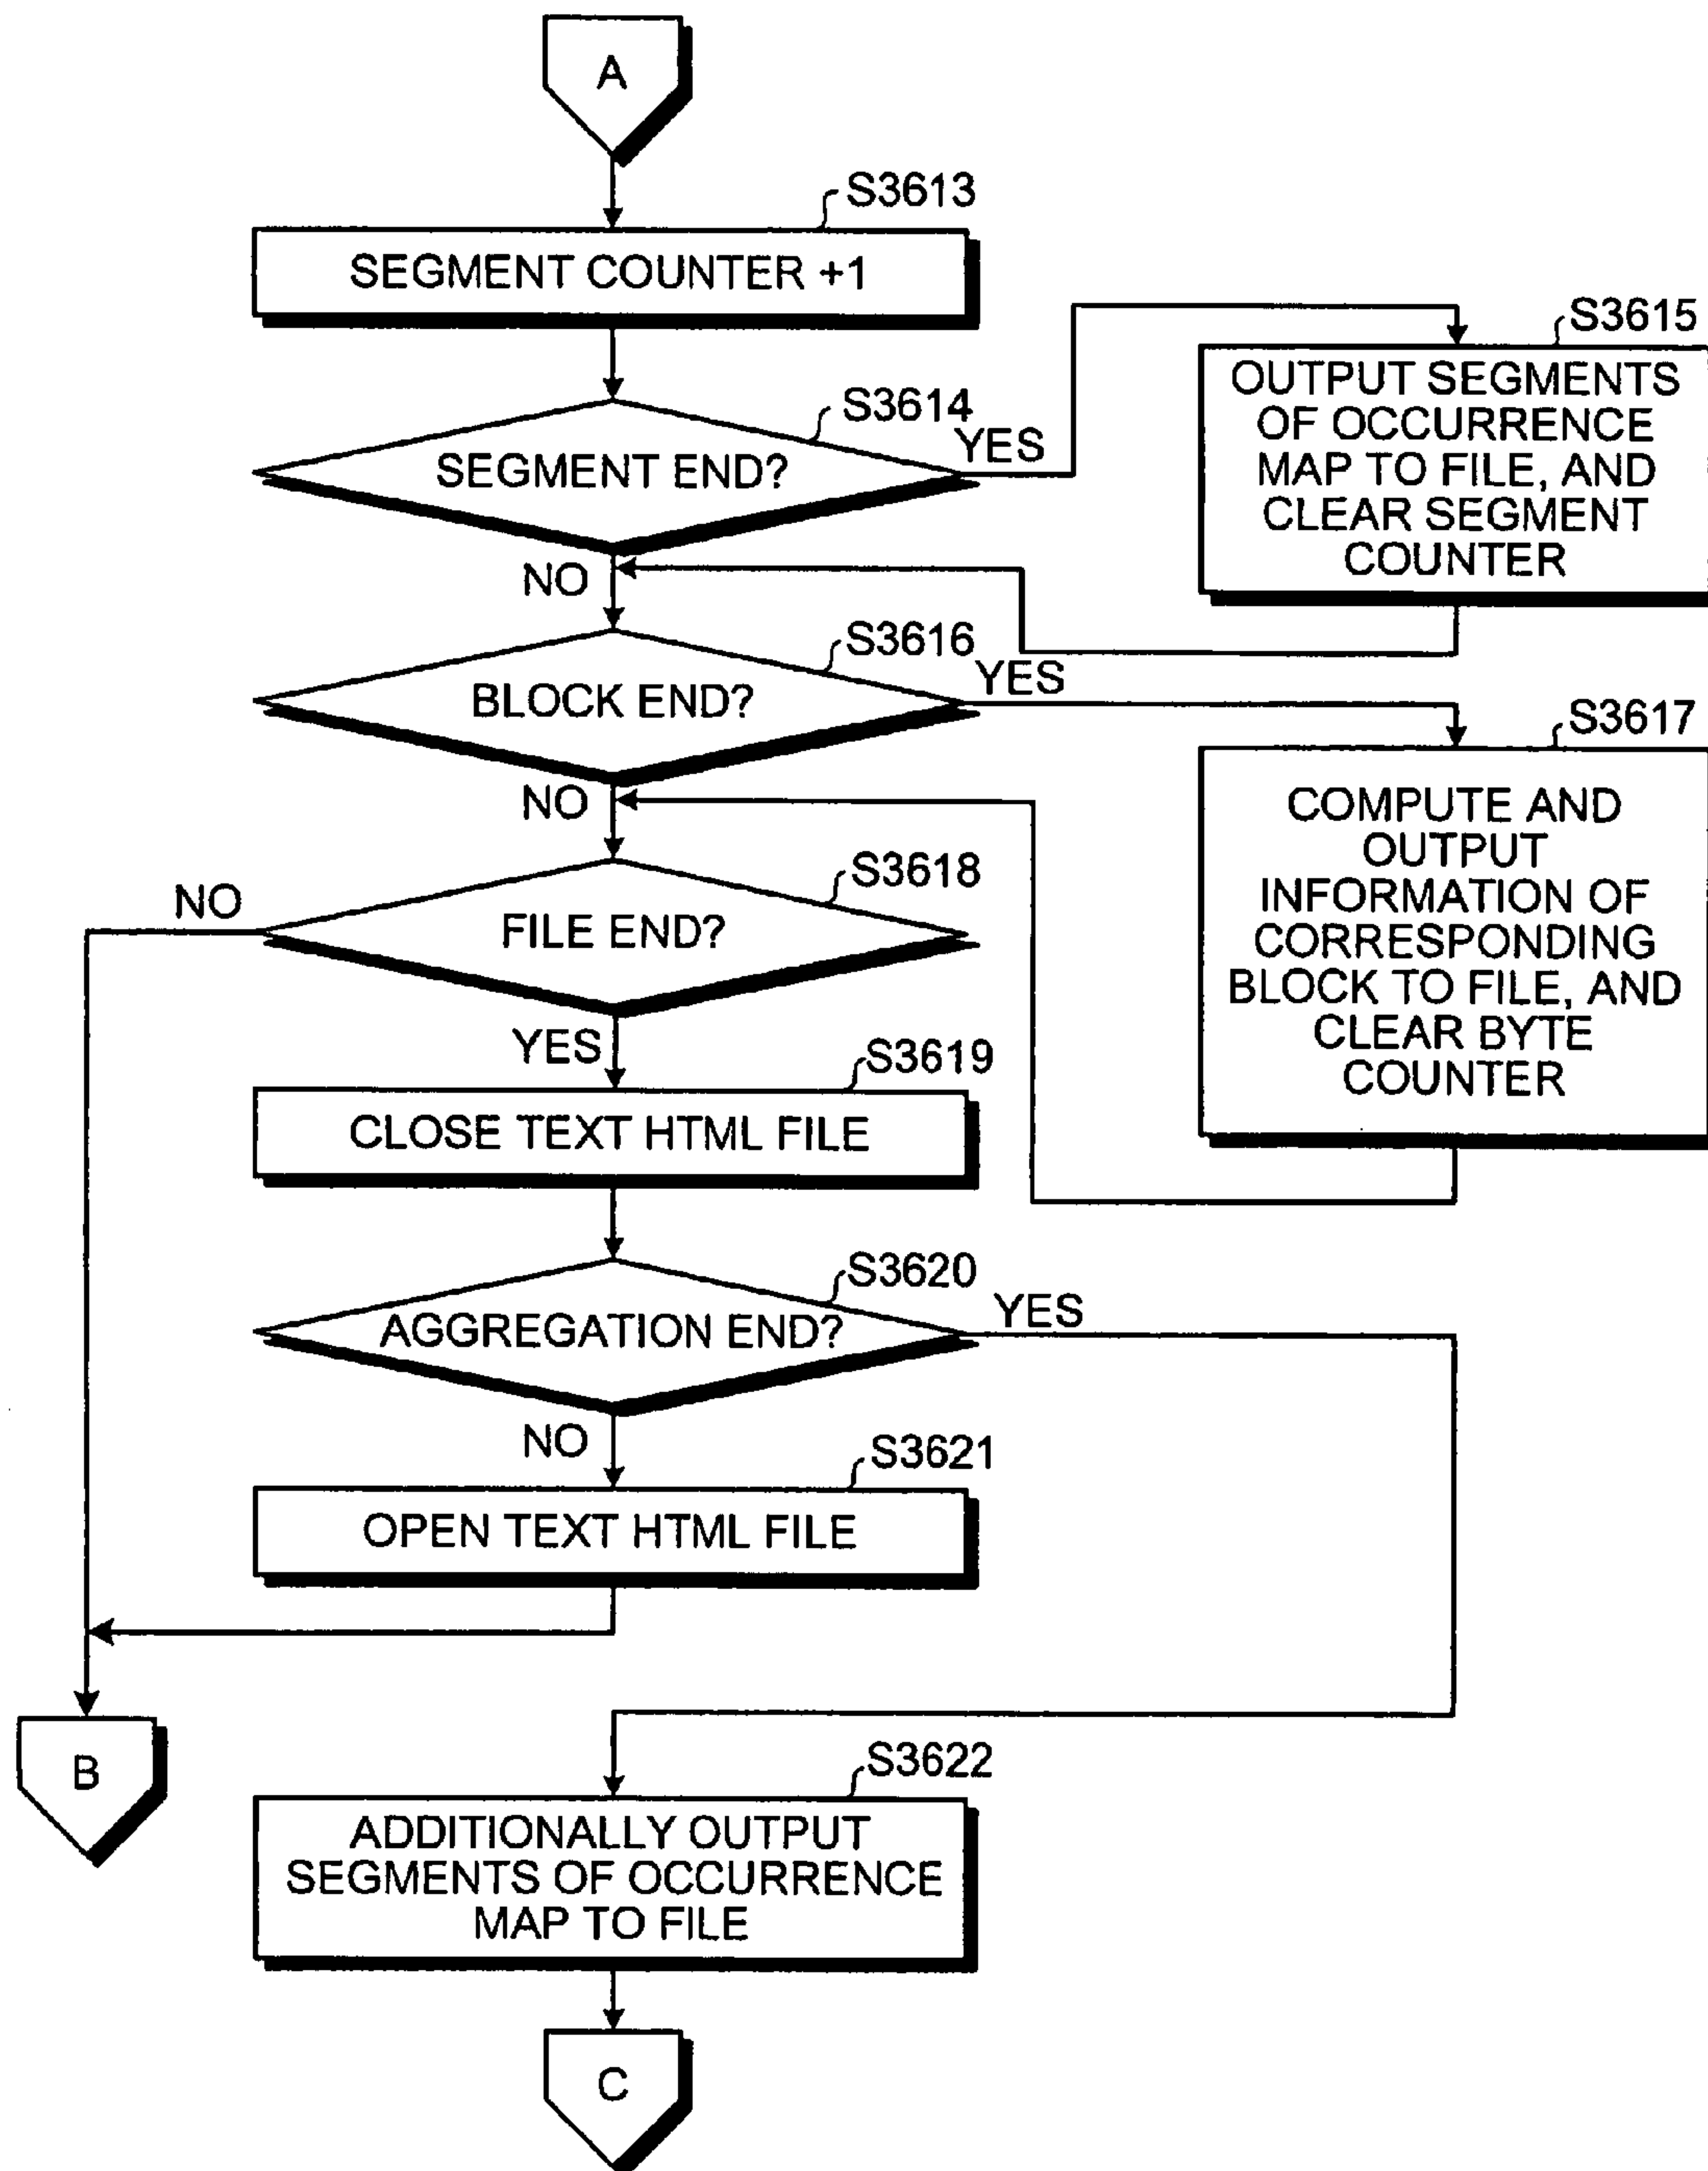 A
S3613
SEGMENT COUNTER +1
S3614
SEGMENT END?
YES
NO
S3615
OUTPUT SEGMENTS
OF OCCURRENCE
MAP TO FILE, AND
CLEAR SEGMENT
COUNTER
S3616
BLOCK END?
YES
NO
S3617
COMPUTE AND
OUTPUT
INFORMATION OF
CORRESPONDING
BLOCK TO FILE, AND
CLEAR BYTE
COUNTER
S3618
FILE END?
NO
YES
S3619
CLOSE TEXT HTML FILE
S3620
AGGREGATION END?
YES
NO
S3621
OPEN TEXT HTML FILE
B
S3622
ADDITIONALLY OUTPUT
SEGMENTS OF OCCURRENCE
MAP TO FILE
C